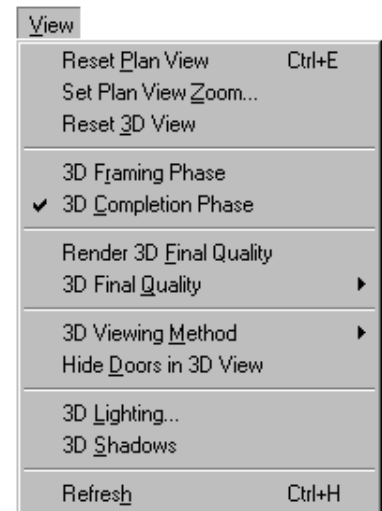 View
Reset Plan View Ctrl+E
Set Plan View Zoom...
Reset 3D View
3D Framing Phase
3D Completion Phase
Render 3D Final Quality
3D Final Quality
3D Viewing Method
Hide Doors in 3D View
3D Lighting...
3D Shadows
Refresh Ctrl+H